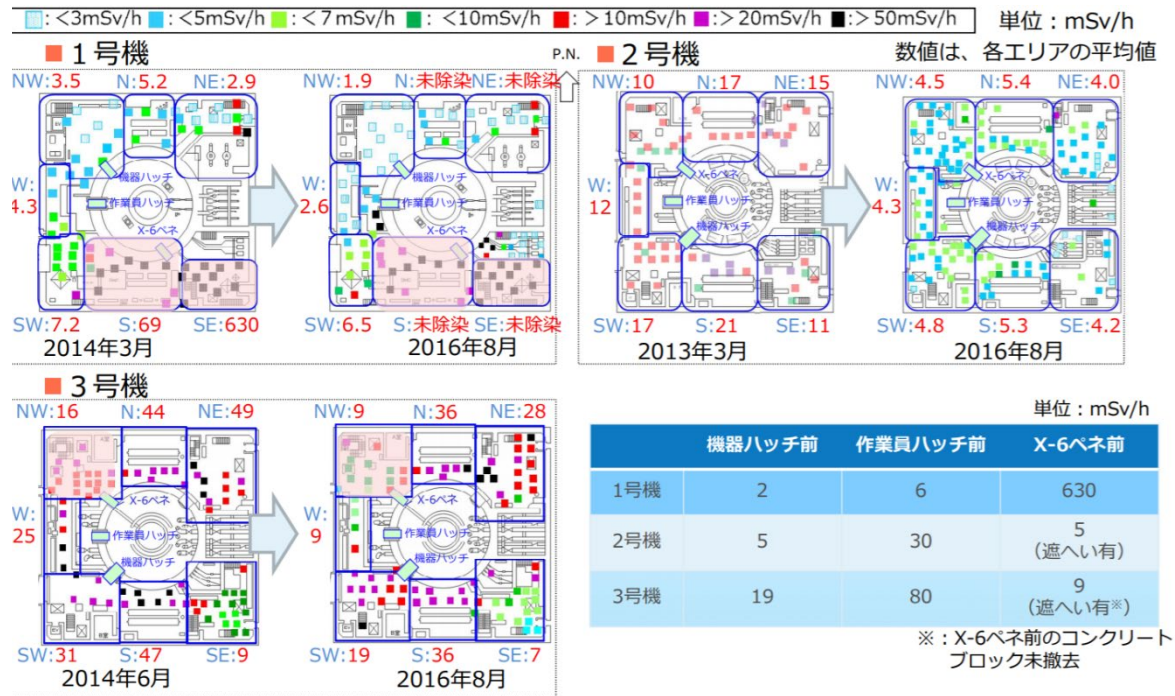 :<3mSv/h :<5mSv/h :<7mSv/h :<10mSv/h :>10mSv/h :>20mSv/h :>50mSv/h
単位:mSv/h
数値は、各エリアの平均値
P.N.
1号機
NW:3.5 N:5.2 NE:2.9
W:
4.3
機器ハッチ
作業員ハッチ
X-6ペネ
SW:7.2 S:69 SE:630
2014年3月
NW:1.9 N:未除染 NE:未除染
W:
2.6
機器ハッチ
作業員ハッチ
X-6ペネ
SW:6.5 S:未除染 SE:未除染
2016年8月
2号機
NW:10 N:17 NE:15
W:
12
X-6ペネ
作業員ハッチ
機器ハッチ
SW:17 S:21 SE:11
2013年3月
NW:4.5 N:5.4 NE:4.0
W:
4.3
X-6ペネ
作業員ハッチ
機器ハッチ
SW:4.8 S:5.3 SE:4.2
2016年8月
3号機
NW:16 N:44 NE:49
W:
25
X-6ペネ
作業員ハッチ
機器ハッチ
SW:31 S:47 SE:9
2014年6月
NW:9 N:36 NE:28
W:
9
X-6ペネ
作業員ハッチ
機器ハッチ
SW:19 S:36 SE:7
2016年8月
単位:mSv/h
機器ハッチ前 作業員ハッチ前 X-6ペネ前
1号機 2 6 630
2号機 5 30 5
(遮へい有)
3号機 19 80 9
(遮へい有※)
※:X-6ペネ前のコンクリート
ブロック未撤去